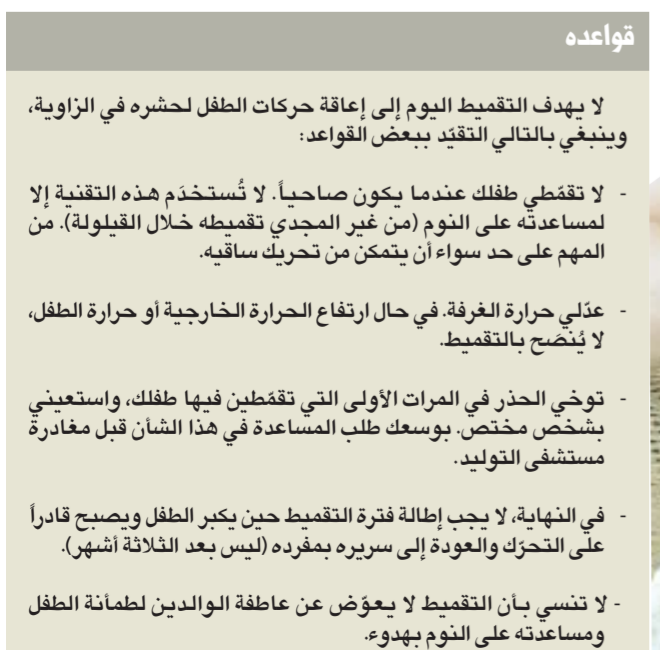 قواعده
لا يهدف التقميط اليوم إلى إعاقة حركات الطفل لحشره في الزاوية،
وينبغي بالتالي التقيّد ببعض القواعد:
- لا تقمّطي طفلك عندما يكون صاحياً. لا تُستخدَم هذه التقنية إلا
لمساعدته على النوم (من غير المجدي تقميطه خلال القيلولة). من
المهم على حد سواء أن يتمكن من تحريك ساقيه.
- عدّلي حرارة الغرفة. في حال ارتفاع الحرارة الخارجية أو حرارة الطفل،
لا يُنصَح بالتقميط.
- توخي الحذر في المرات الأولى التي تقمّطين فيها طفلك، واستعيني
بشخص مختص. بوسعك طلب المساعدة في هذا الشأن قبل مغادرة
مستشفى التوليد.
- في النهاية، لا يجب إطالة فترة التقميط حين يكبر الطفل ويصبح قادراً
على التحرّك والعودة إلى سريره بمفرده (ليس بعد الثلاثة أشهر).
- لا تنسي بأن التقميط لا يعوّض عن عاطفة الوالدين لطمأنة الطفل
ومساعدته على النوم بهدوء.